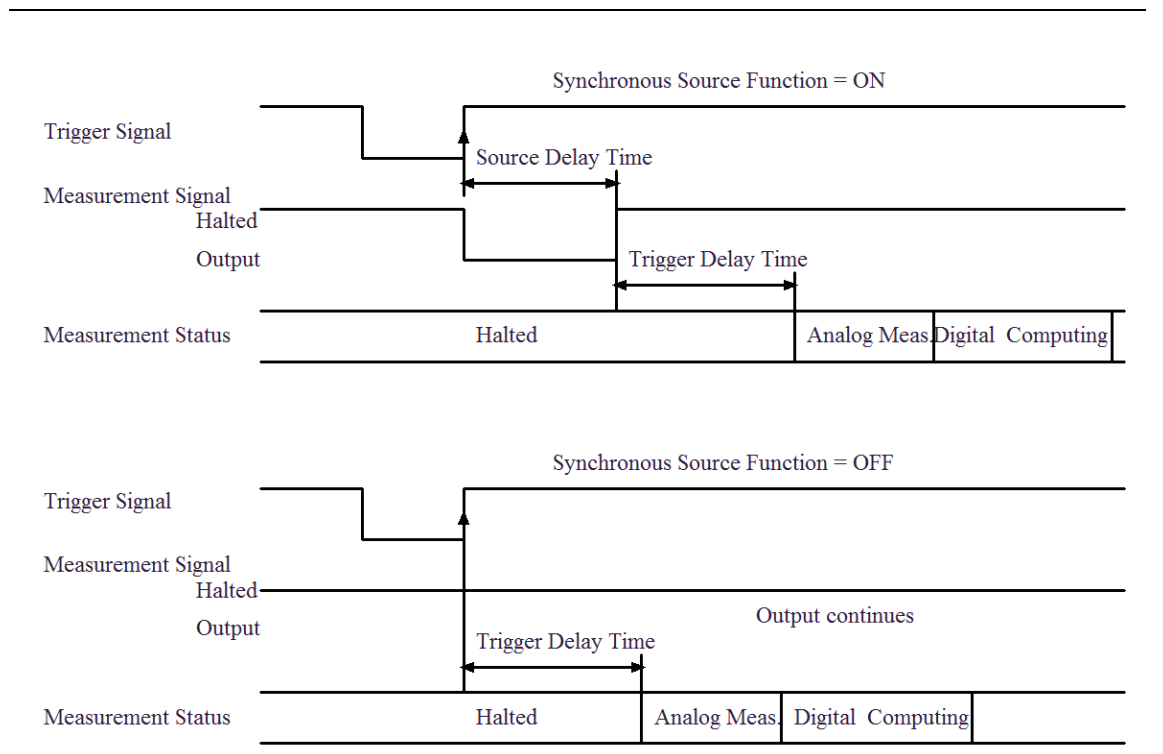 Synchronous Source Function = ON
Trigger Signal
Source Delay Time
Measurement Signal
Halted
Output
Trigger Delay Time
Measurement Status
Halted
Analog Meas.
Digital Computing
Synchronous Source Function = OFF
Trigger Signal
Measurement Signal
Halted
Output continues
Output
Trigger Delay Time
Measurement Status
Halted
Analog Meas.
Digital Computing